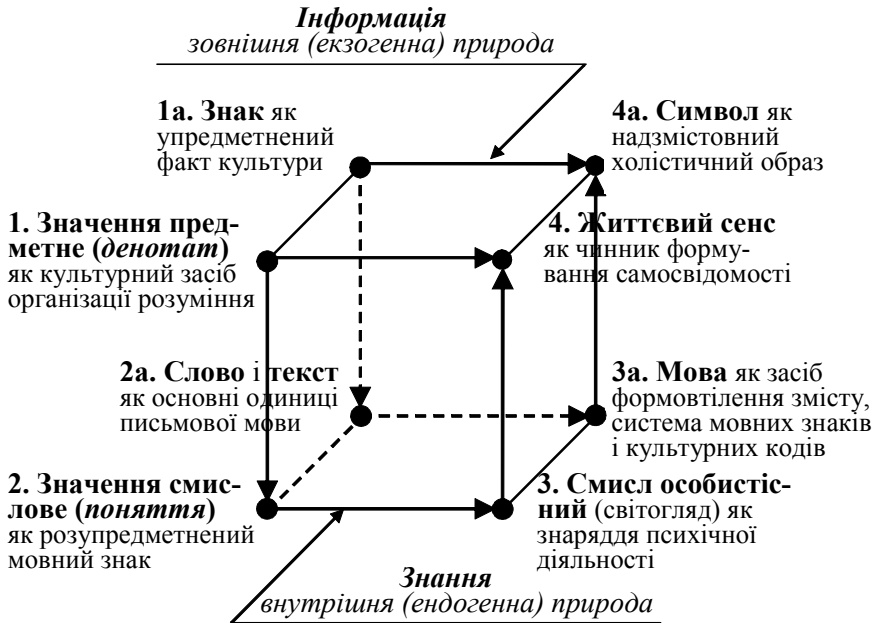 Інформація
зовнішня (екзогенна) природа
1а. Знак як
упредметнений
факт культури
4а. Символ як
надзмістовний
холістичний образ
1. Значення пред-
метне (денотат)
як культурний засіб
організації розуміння
4. Життєвий сенс
як чинник форму-
вання самосвідомості
2а. Слово і текст
як основні одиниці
письмової мови
3а. Мова як засіб
формовтілення змісту,
система мовних знаків
і культурних кодів
2. Значення смис-
лове (поняття)
як розупредметнений
мовний знак
3. Смисл особистіс-
ний (світогляд) як
знаряддя психічної
діяльності
Знання
внутрішня (ендогенна) природа